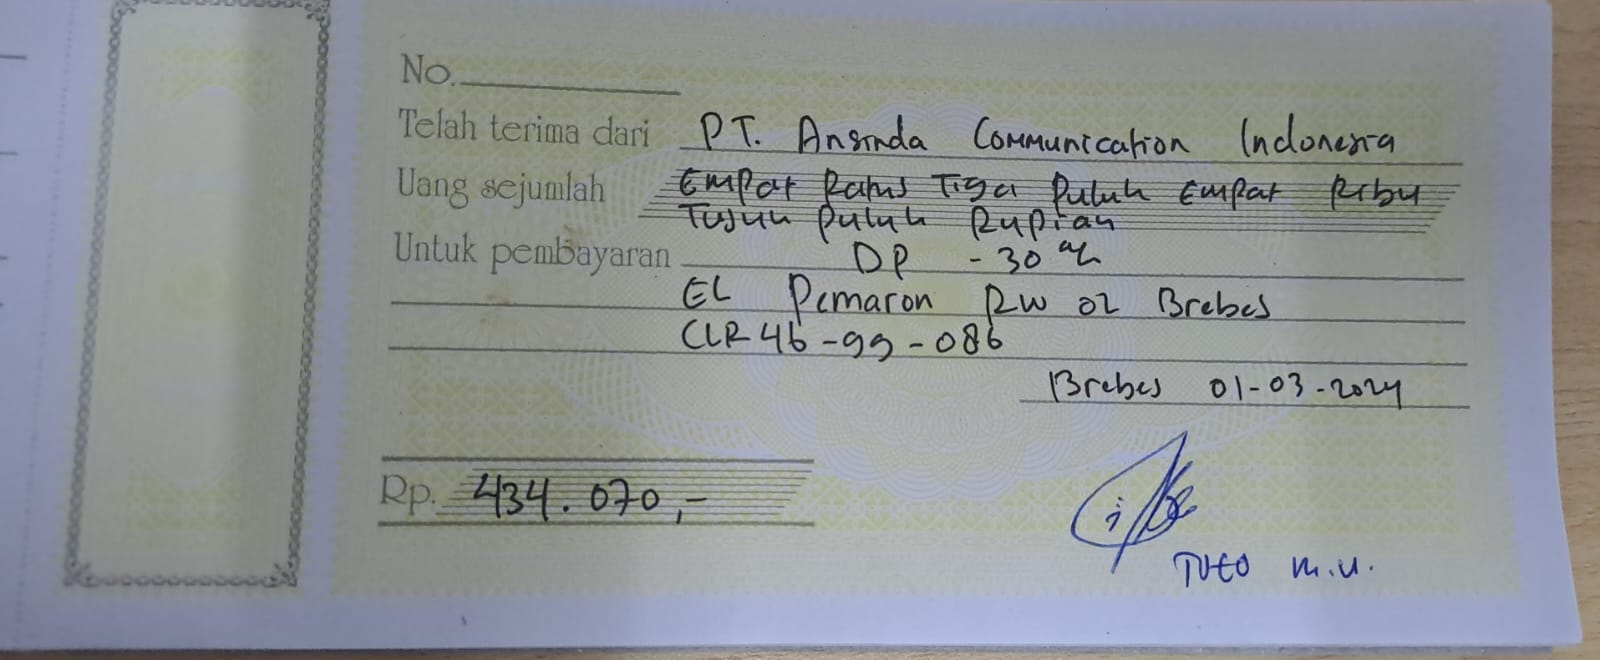 No.
Telah terima dari PT. Ansinda Communication Indonesia
Uang sejumlah Empat Ratus Tiga Puluh Empat Ribu
Tujuh Puluh Rupiah
Untuk pembayaran DP - 30 %
EL Pemaron RW 02 Brebes
CLR 46-99-086
Brebes 01-03-2024
Rp. 434.070,-
M.U.